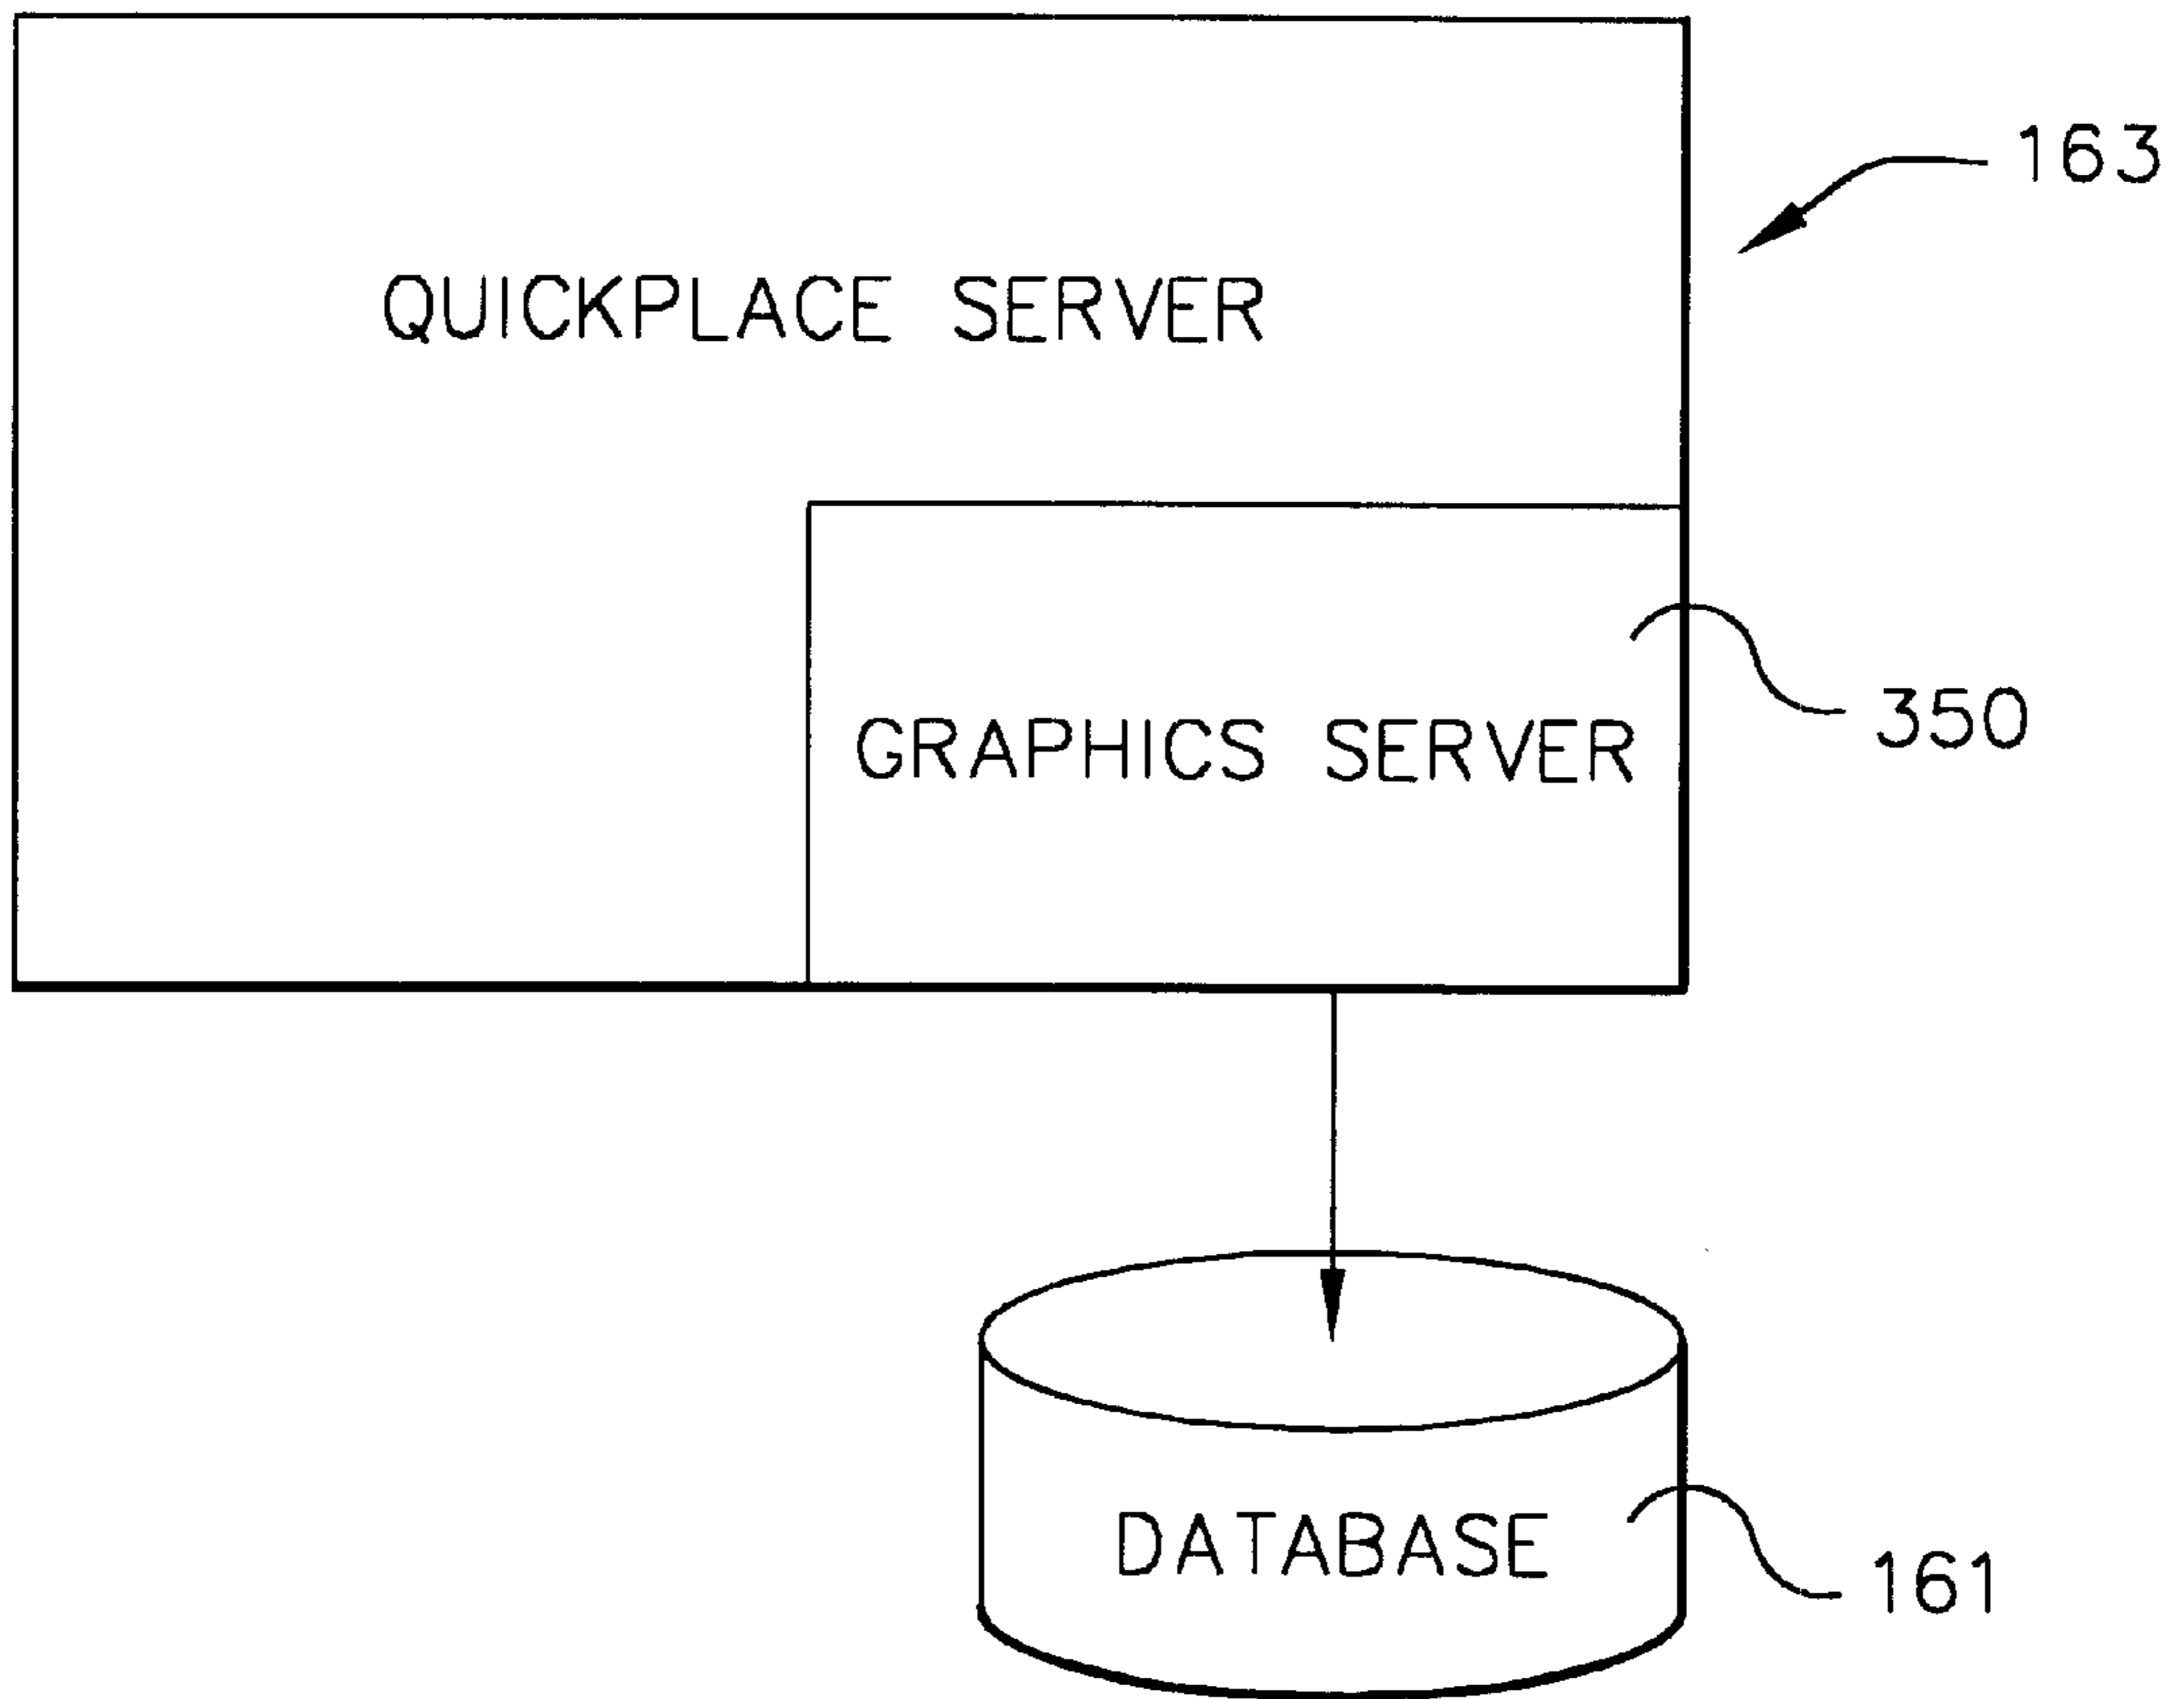 163
QUICKPLACE SERVER
350
GRAPHICS SERVER
DATABASE
161